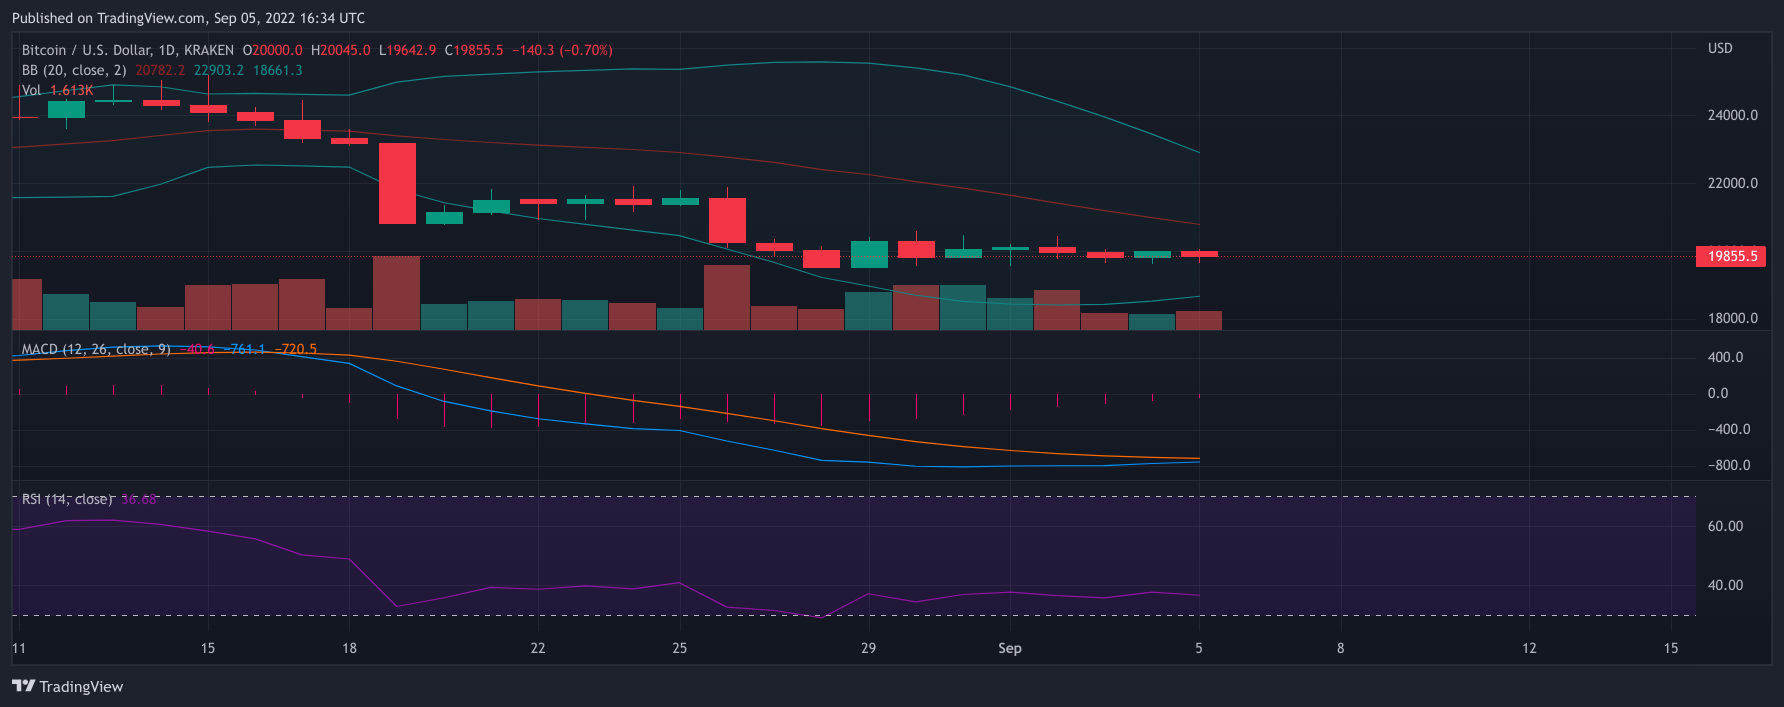 Published on TradingView.com, Sep 05, 2022 16:34 UTC
Bitcoin / U.S. Dollar, 1D, KRAKEN O20000.0 H20045.0 L19642.9 C19855.5 −140.3 (−0.70%)
BB (20, close, 2) 20782.2 22903.2 18661.3
Vol 1.613K
USD
24000.0
22000.0
19855.5
18000.0
MACD (12, 26, close, 9) −40.6 −761.1 −720.5
400.0
0.0
−400.0
−800.0
RSI (14, close) 36.68
60.00
40.00
11 15 18 22 25 29 Sep 5 8 12 15
TradingView